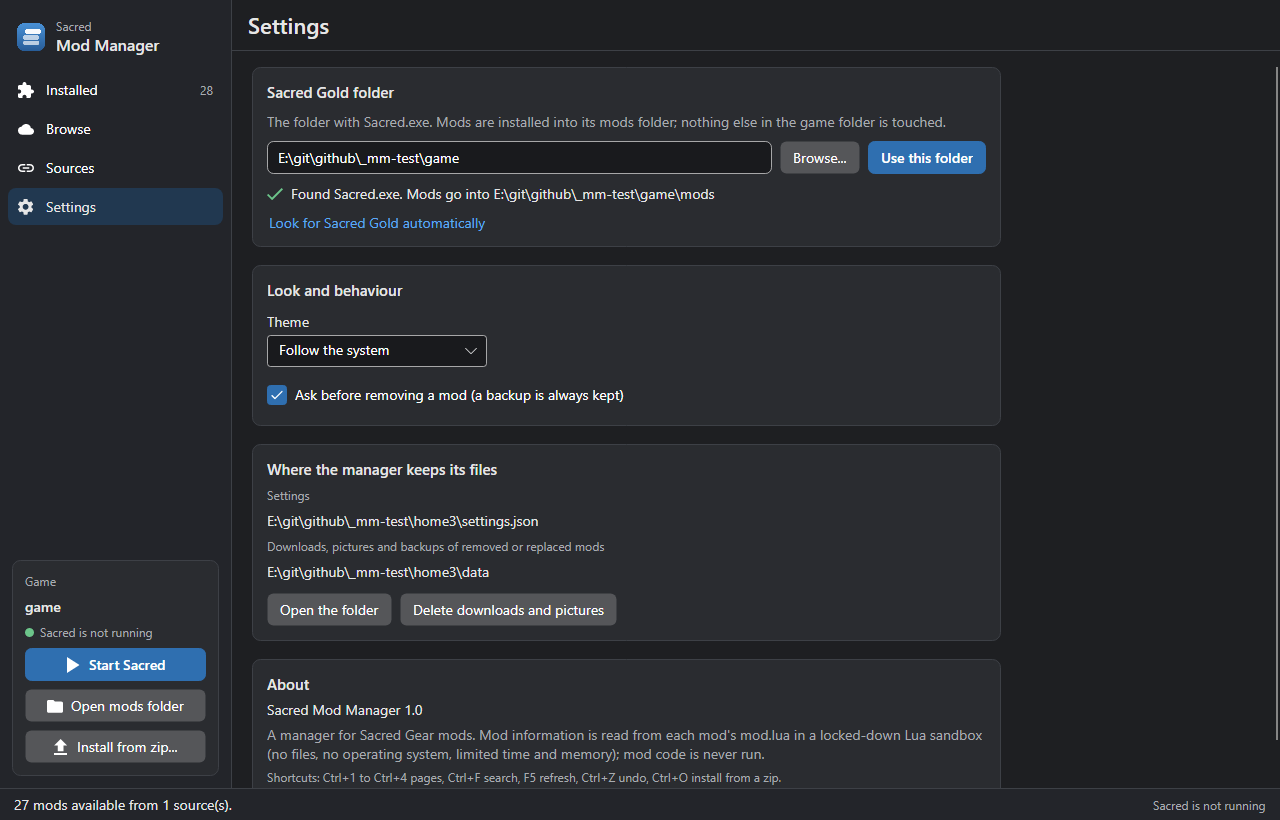 Sacred
Mod Manager
Installed 28
Browse
Sources
Settings
Game
game
Sacred is not running
Start Sacred
Open mods folder
Install from zip...
Settings
Sacred Gold folder
The folder with Sacred.exe. Mods are installed into its mods folder; nothing else in the game folder is touched.
E:\git\github\_mm-test\game
Browse...
Use this folder
Found Sacred.exe. Mods go into E:\git\github\_mm-test\game\mods
Look for Sacred Gold automatically
Look and behaviour
Theme
Follow the system
Ask before removing a mod (a backup is always kept)
Where the manager keeps its files
Settings
E:\git\github\_mm-test\home3\settings.json
Downloads, pictures and backups of removed or replaced mods
E:\git\github\_mm-test\home3\data
Open the folder
Delete downloads and pictures
About
Sacred Mod Manager 1.0
A manager for Sacred Gear mods. Mod information is read from each mod's mod.lua in a locked-down Lua sandbox
(no files, no operating system, limited time and memory); mod code is never run.
Shortcuts: Ctrl+1 to Ctrl+4 pages, Ctrl+F search, F5 refresh, Ctrl+Z undo, Ctrl+O install from a zip.
27 mods available from 1 source(s).
Sacred is not running